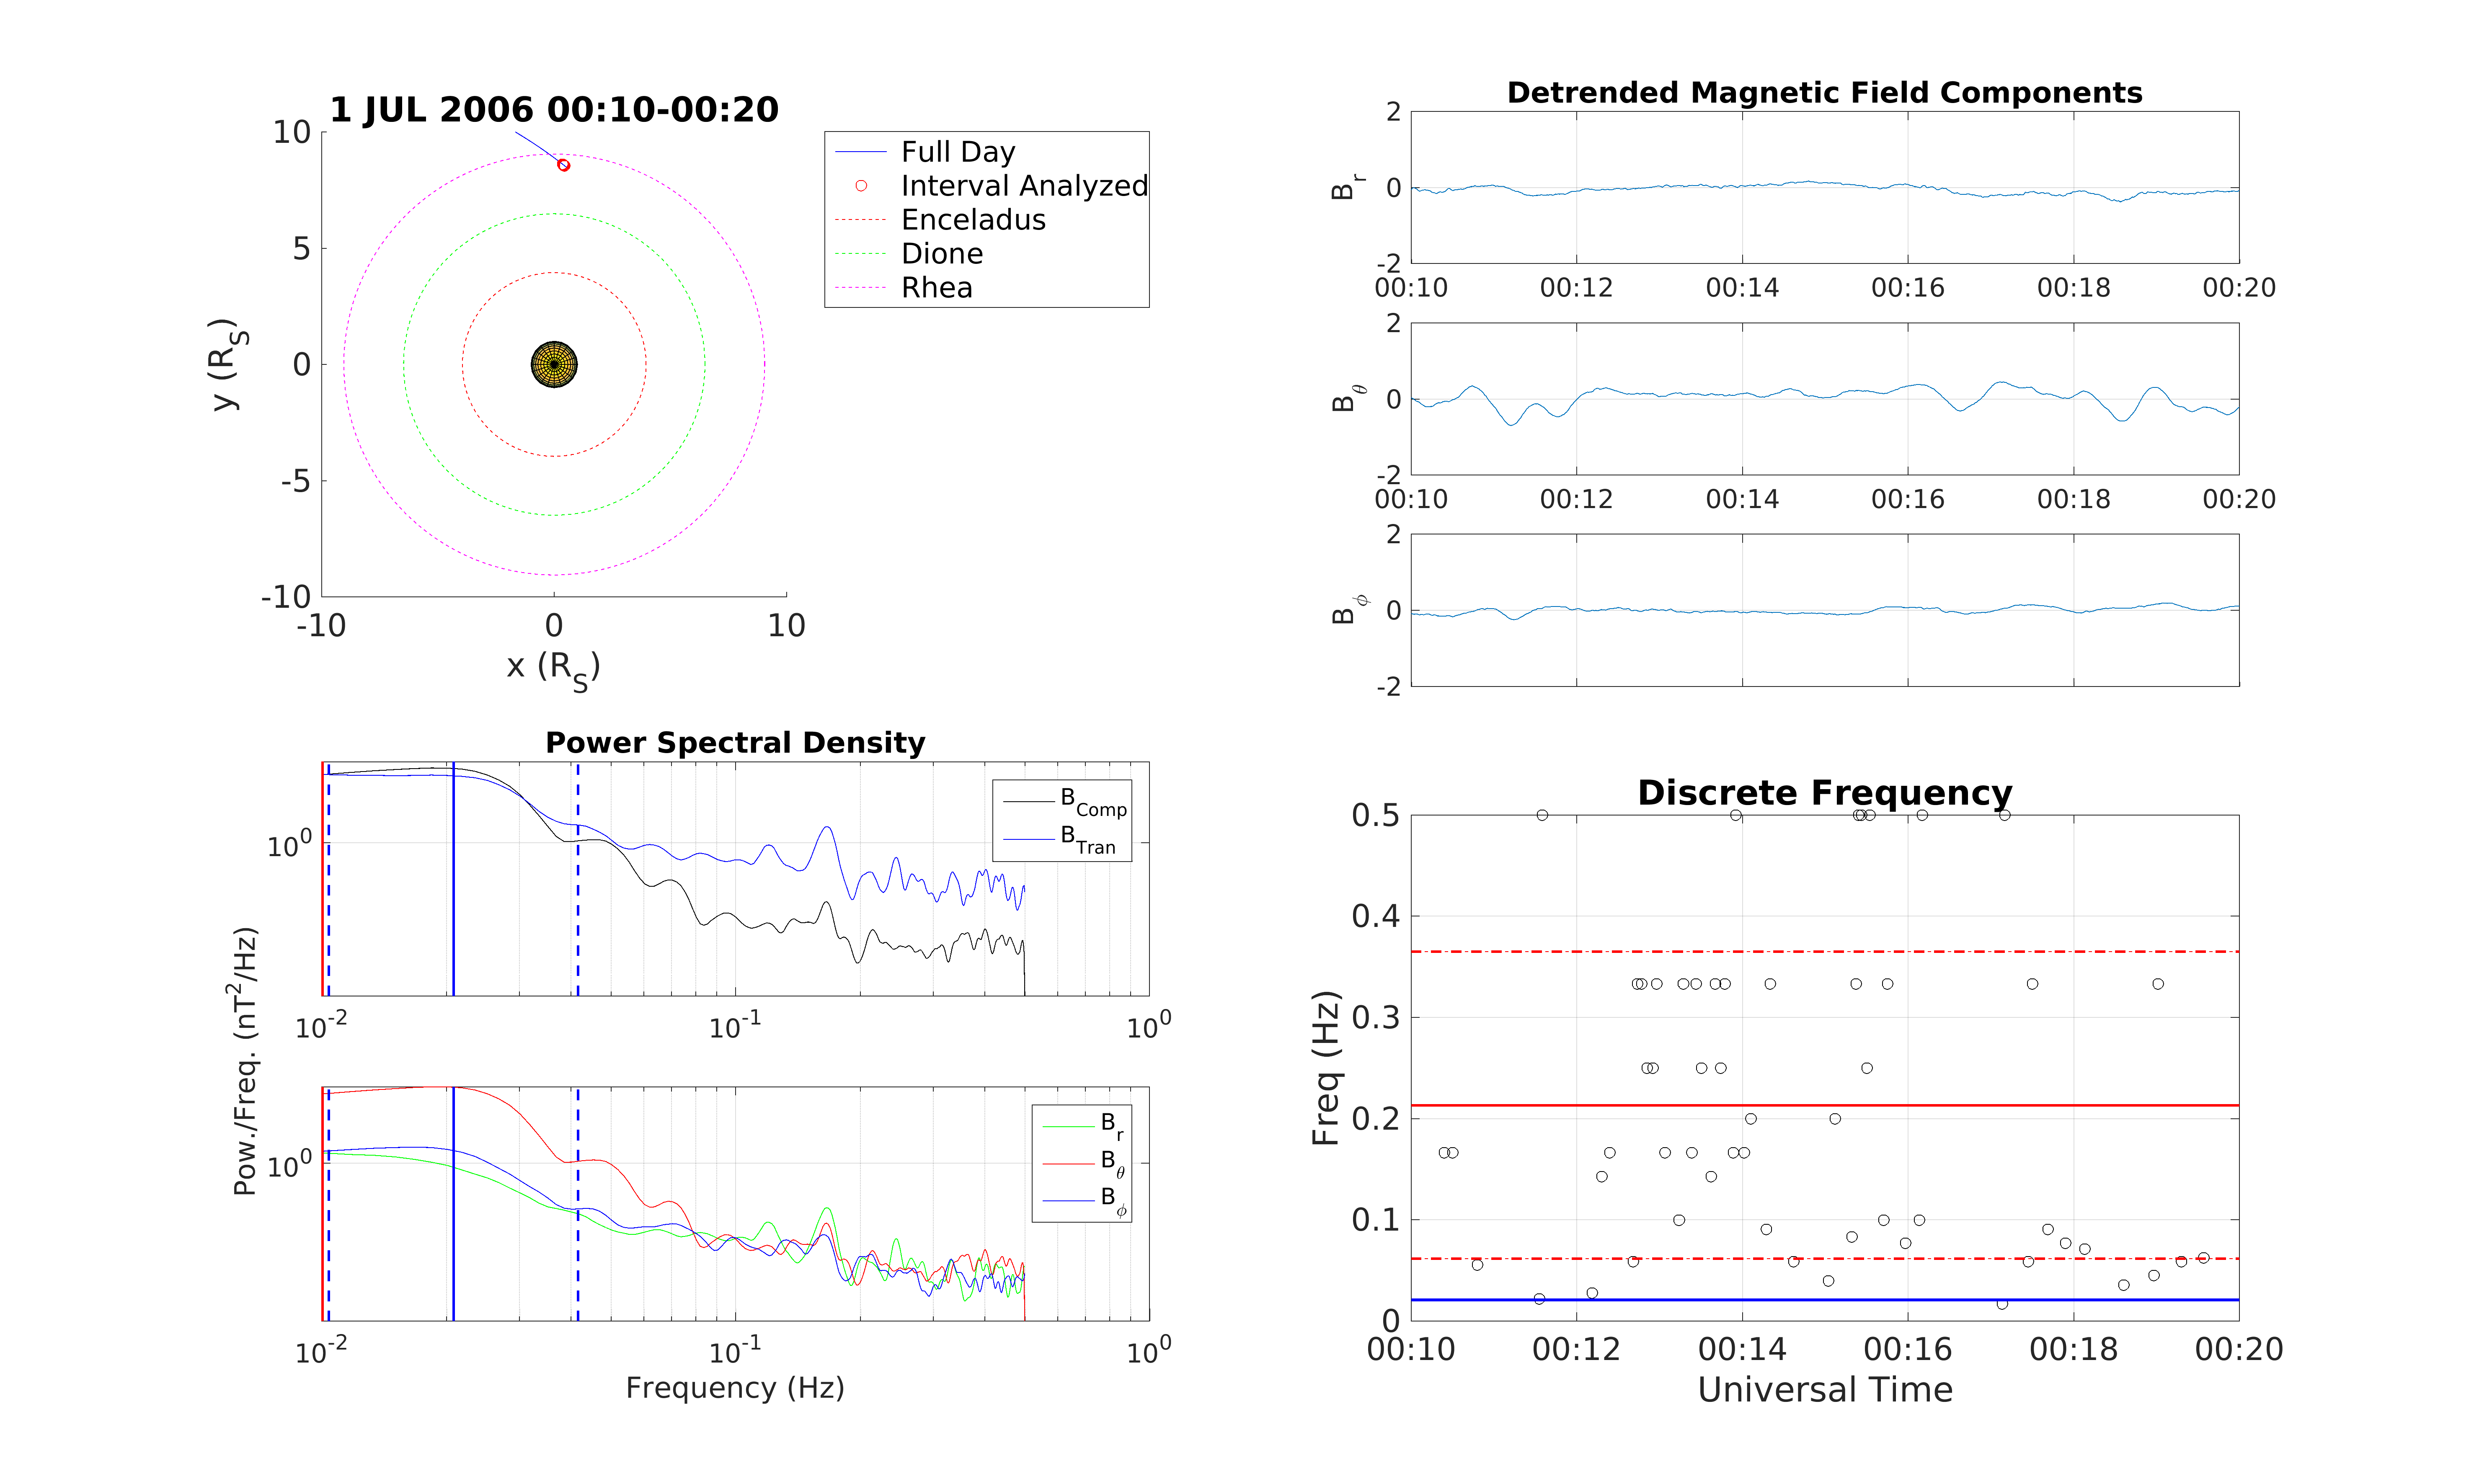 1 JUL 2006 00:10-00:20
10
5
0
-5
-10
y (R_S)
-10 0 10
x (R_S)
Full Day
Interval Analyzed
Enceladus
Dione
Rhea
Detrended Magnetic Field Components
2
0
-2
B_r
00:10 00:12 00:14 00:16 00:18 00:20
2
0
-2
B_θ
00:10 00:12 00:14 00:16 00:18 00:20
2
0
-2
B_ϕ
Power Spectral Density
10^0
B_Comp
B_Tran
10^-2 10^-1 10^0
Pow./Freq. (nT^2/Hz)
10^0
B_r
B_θ
B_ϕ
10^-2 10^-1 10^0
Frequency (Hz)
Discrete Frequency
0.5
0.4
0.3
0.2
0.1
0
Freq (Hz)
00:10 00:12 00:14 00:16 00:18 00:20
Universal Time